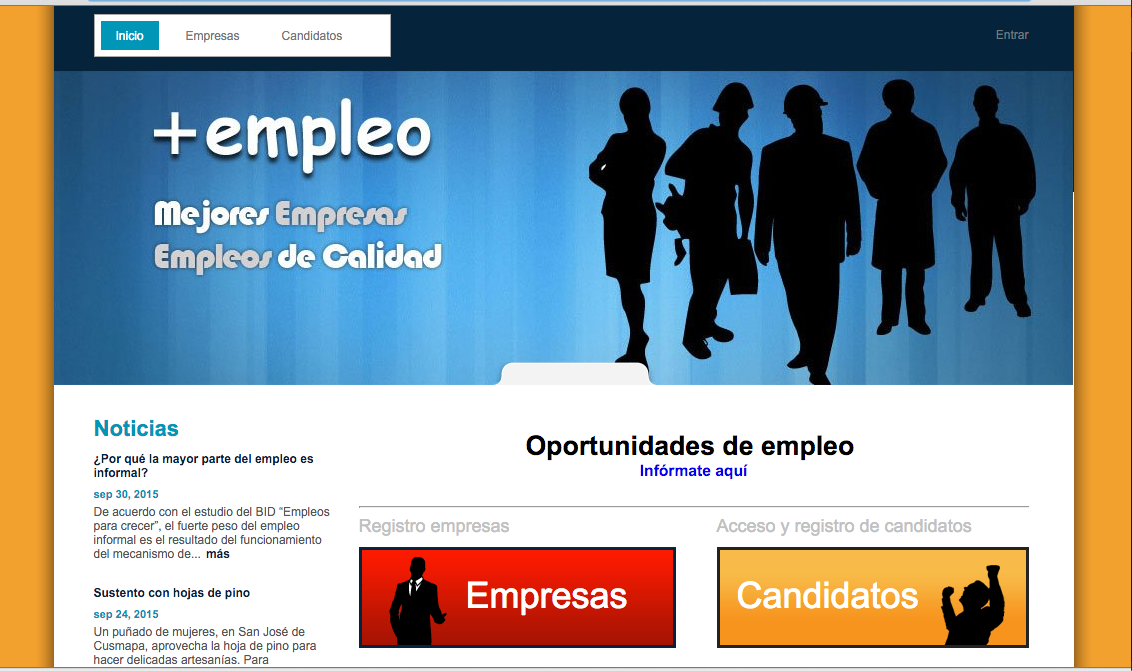 Inicio Empresas Candidatos Entrar
+empleo
Mejores Empresas
Empleos de Calidad
Noticias
¿Por qué la mayor parte del empleo es
informal?
sep 30, 2015
De acuerdo con el estudio del BID “Empleos
para crecer”, el fuerte peso del empleo
informal es el resultado del funcionamiento
del mecanismo de... más
Sustento con hojas de pino
sep 24, 2015
Un puñado de mujeres, en San José de
Cusmapa, aprovecha la hoja de pino para
hacer delicadas artesanías. Para
Oportunidades de empleo
Infórmate aquí
Registro empresas
Empresas
Acceso y registro de candidatos
Candidatos